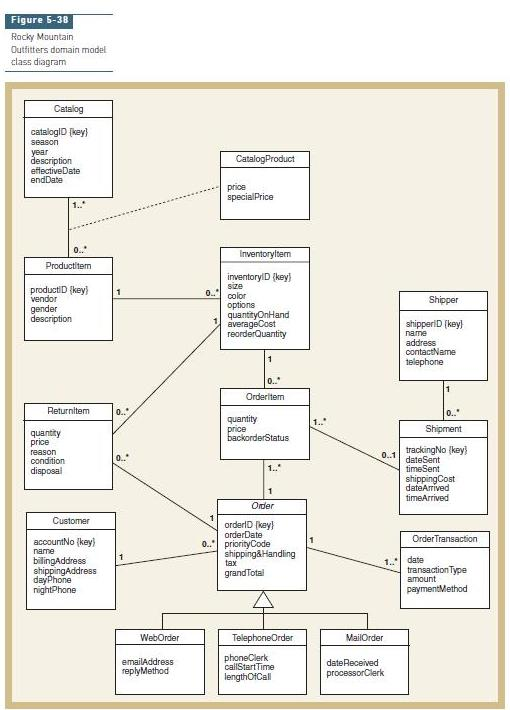 Figure 5-38
Rocky Mountain
Outfitters domain model
class diagram
Catalog
catalogID {key}
season
year
description
effectiveDate
endDate
CatalogProduct
price
specialPrice
1..*
0..*
ProductItem
productID {key}
vendor
gender
description
1
0..*
InventoryItem
inventoryID {key}
size
color
options
quantityOnHand
averageCost
reorderQuantity
1
1
0..*
Shipper
shipperID {key}
name
address
contactName
telephone
1
0..*
OrderItem
quantity
price
backorderStatus
1..*
0..1
1..*
1
Shipment
trackingNo {key}
dateSent
timeSent
shippingCost
dateArrived
timeArrived
ReturnItem
quantity
price
reason
condition
disposal
0..*
0..*
1
Order
orderID {key}
orderDate
priorityCode
shipping&Handling
tax
grandTotal
0..*
1
1
1..*
Customer
accountNo {key}
name
billingAddress
shippingAddress
dayPhone
nightPhone
OrderTransaction
date
transactionType
amount
paymentMethod
WebOrder
emailAddress
replyMethod
TelephoneOrder
phoneClerk
callStartTime
lengthOfCall
MailOrder
dateReceived
processorClerk